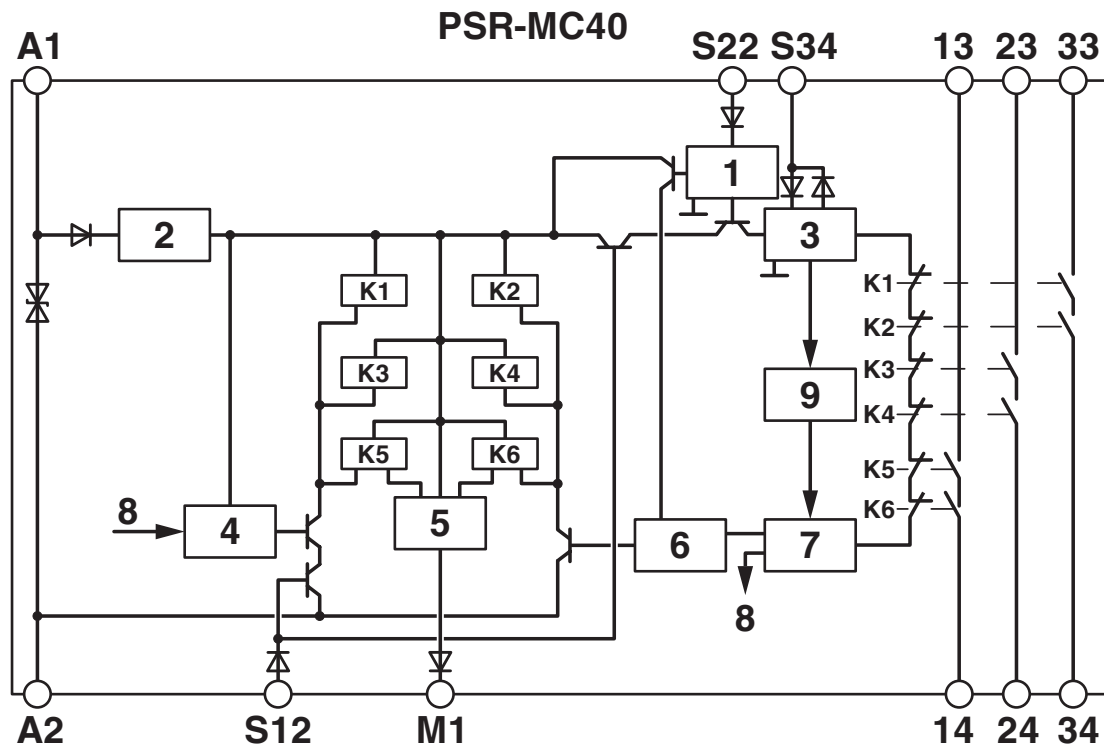 PSR-MC40
A1 S22 S34 13 23 33
1
2 3
K1 K2 K1
K2
K3 K4 K3
9
K4
K5 K6 K5
8 4 5 K6
6 7
8
A2 S12 M1 14 24 34